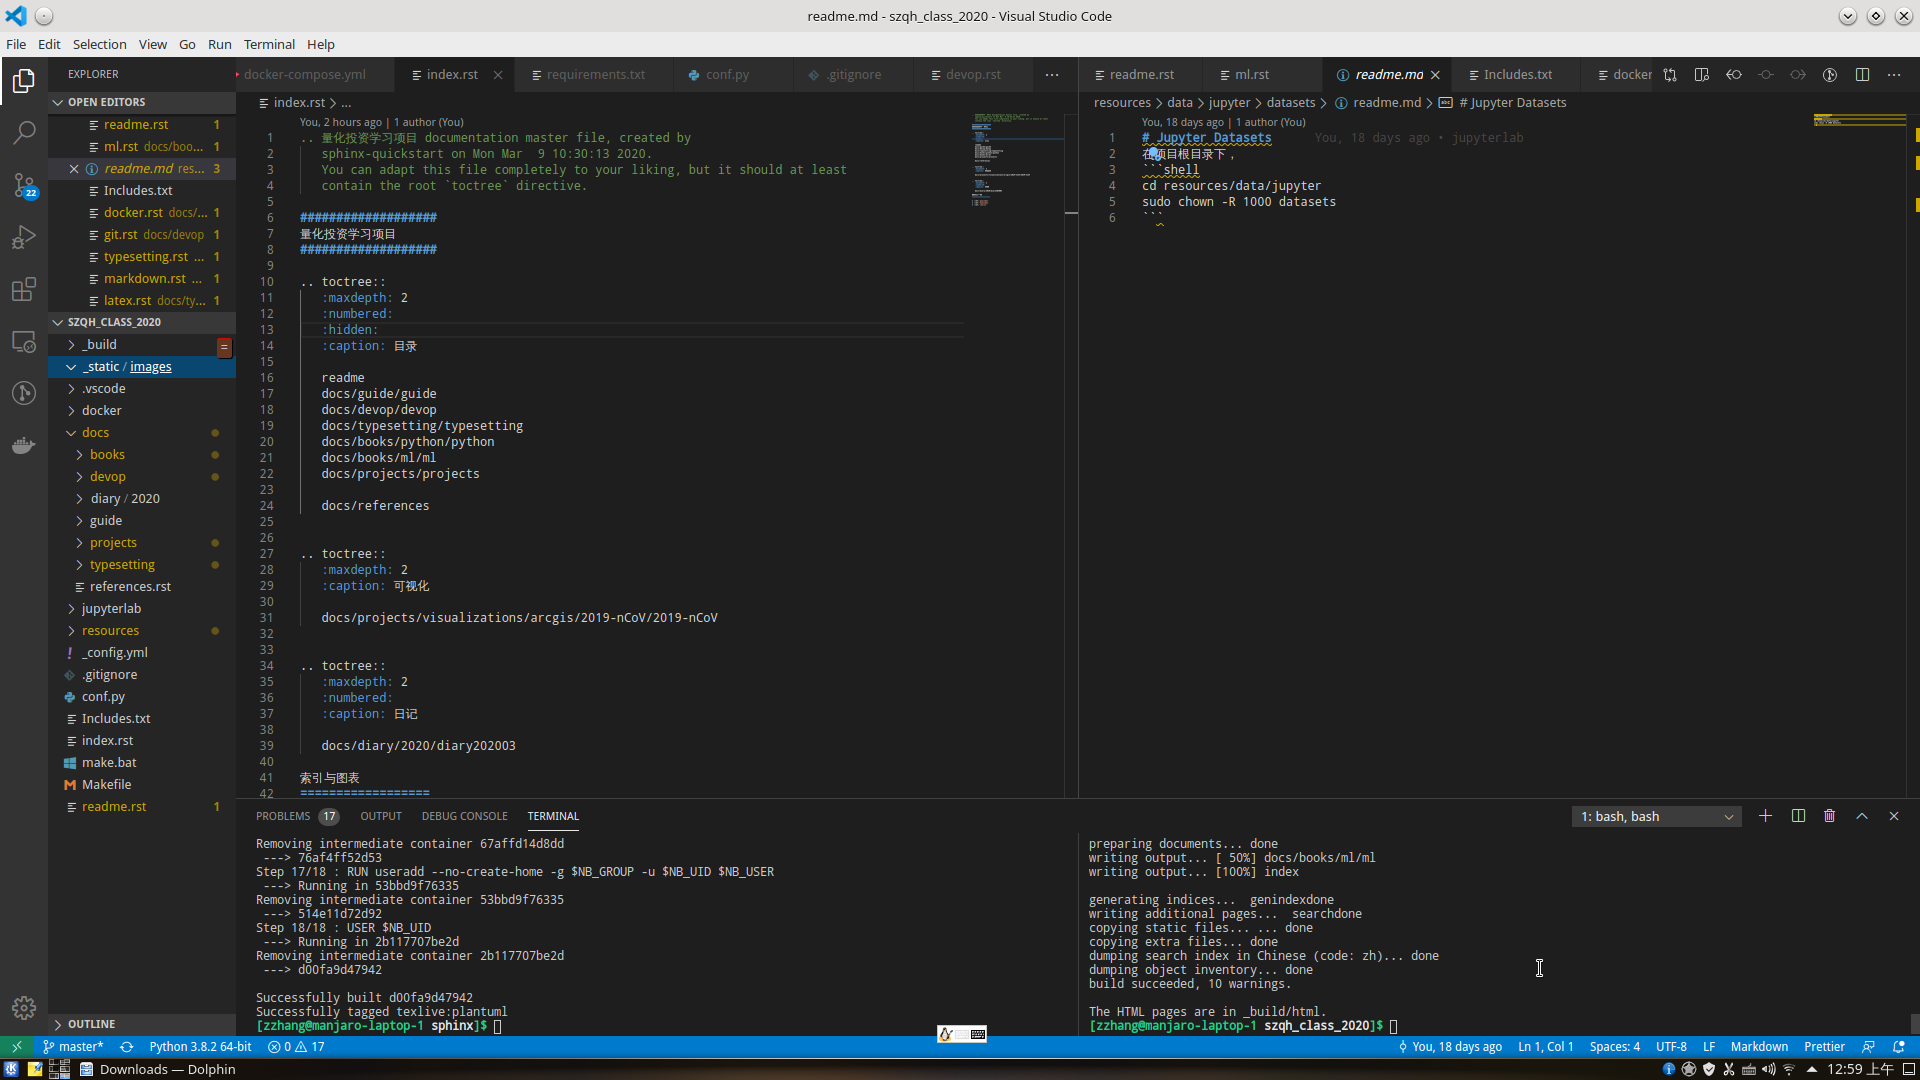 readme.md - szqh_class_2020 - Visual Studio Code
File Edit Selection View Go Run Terminal Help
EXPLORER
OPEN EDITORS
readme.rst 1
ml.rst docs/boo... 1
readme.md res... 3
Includes.txt
docker.rst docs/... 1
git.rst docs/devop 1
typesetting.rst ... 1
markdown.rst ... 1
latex.rst docs/ty... 1
SZQH_CLASS_2020
_build
_static / images
.vscode
docker
docs
books
devop
diary / 2020
guide
projects
typesetting
references.rst
jupyterlab
resources
_config.yml
.gitignore
conf.py
Includes.txt
index.rst
make.bat
Makefile
readme.rst 1
OUTLINE
22
docker-compose.yml index.rst requirements.txt conf.py .gitignore devop.rst ...
index.rst > ...
You, 2 hours ago | 1 author (You)
1 .. 量化投资学习项目 documentation master file, created by
2 sphinx-quickstart on Mon Mar  9 10:30:13 2020.
3 You can adapt this file completely to your liking, but it should at least
4 contain the root `toctree` directive.
5
6 ###################
7 量化投资学习项目
8 ###################
9
10 .. toctree::
11 :maxdepth: 2
12 :numbered:
13 :hidden:
14 :caption: 目录
15
16 readme
17 docs/guide/guide
18 docs/devop/devop
19 docs/typesetting/typesetting
20 docs/books/python/python
21 docs/books/ml/ml
22 docs/projects/projects
23
24 docs/references
25
26
27 .. toctree::
28 :maxdepth: 2
29 :caption: 可视化
30
31 docs/projects/visualizations/arcgis/2019-nCoV/2019-nCoV
32
33
34 .. toctree::
35 :maxdepth: 2
36 :numbered:
37 :caption: 日记
38
39 docs/diary/2020/diary202003
40
41 索引与图表
42 ==================
readme.rst ml.rst readme.md Includes.txt docker ...
resources > data > jupyter > datasets > readme.md > # Jupyter Datasets
You, 18 days ago | 1 author (You)
1 # Jupyter Datasets You, 18 days ago • jupyterlab
2 在项目根目录下，
3 ```shell
4 cd resources/data/jupyter
5 sudo chown -R 1000 datasets
6 ```
PROBLEMS 17 OUTPUT DEBUG CONSOLE TERMINAL
1: bash, bash
Removing intermediate container 67affd14d8dd
---> 76af4ff52d53
Step 17/18 : RUN useradd --no-create-home -g $NB_GROUP -u $NB_UID $NB_USER
---> Running in 53bbd9f76335
Removing intermediate container 53bbd9f76335
---> 514e11d72d92
Step 18/18 : USER $NB_UID
---> Running in 2b117707be2d
Removing intermediate container 2b117707be2d
---> d00fa9d47942
Successfully built d00fa9d47942
Successfully tagged texlive:plantuml
[zzhang@manjaro-laptop-1 sphinx]$
preparing documents... done
writing output... [ 50%] docs/books/ml/ml
writing output... [100%] index
generating indices...  genindexdone
writing additional pages...  searchdone
copying static files... ... done
copying extra files... done
dumping search index in Chinese (code: zh)... done
dumping object inventory... done
build succeeded, 10 warnings.
The HTML pages are in _build/html.
[zzhang@manjaro-laptop-1 szqh_class_2020]$
master* Python 3.8.2 64-bit 0 17 You, 18 days ago Ln 1, Col 1 Spaces: 4 UTF-8 LF Markdown Prettier
Downloads — Dolphin 12:59 上午